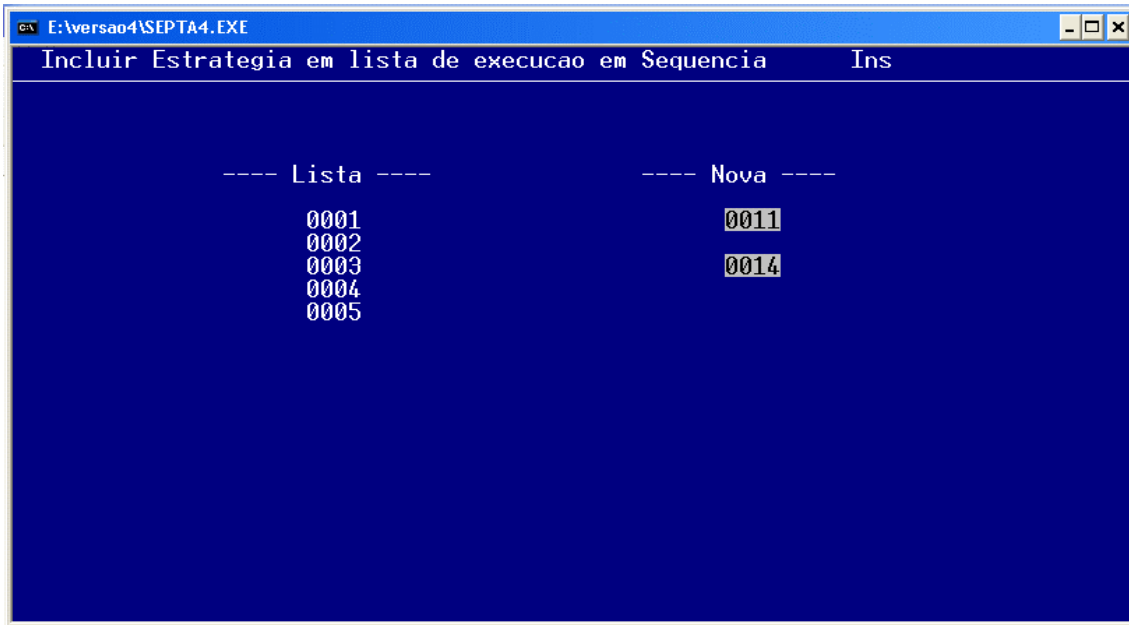 E:\versao4\SEPTA4.EXE
Incluir Estrategia em lista de execucao em Sequencia Ins
---- Lista ---- ---- Nova ----
0001 0011
0002
0003 0014
0004
0005